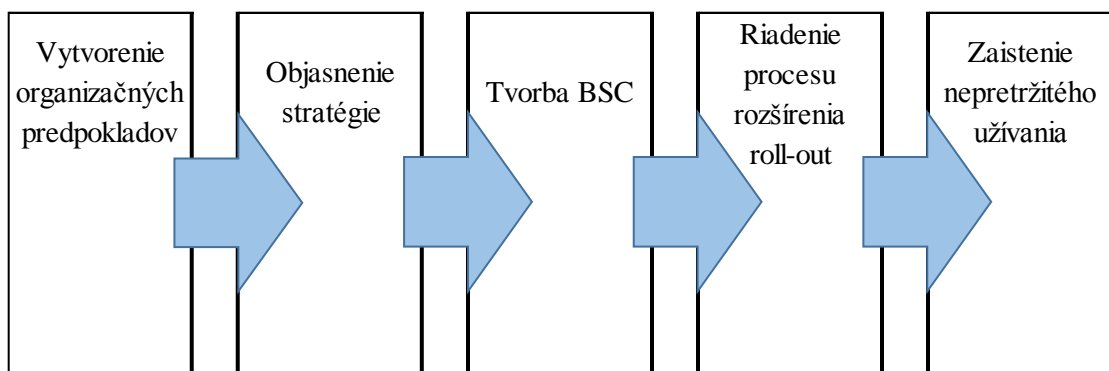 Vytvorenie
organizačných
predpokladov
Objasnenie
stratégie
Tvorba BSC
Riadenie
procesu
rozšírenia
roll-out
Zaistenie
nepretržitého
užívania